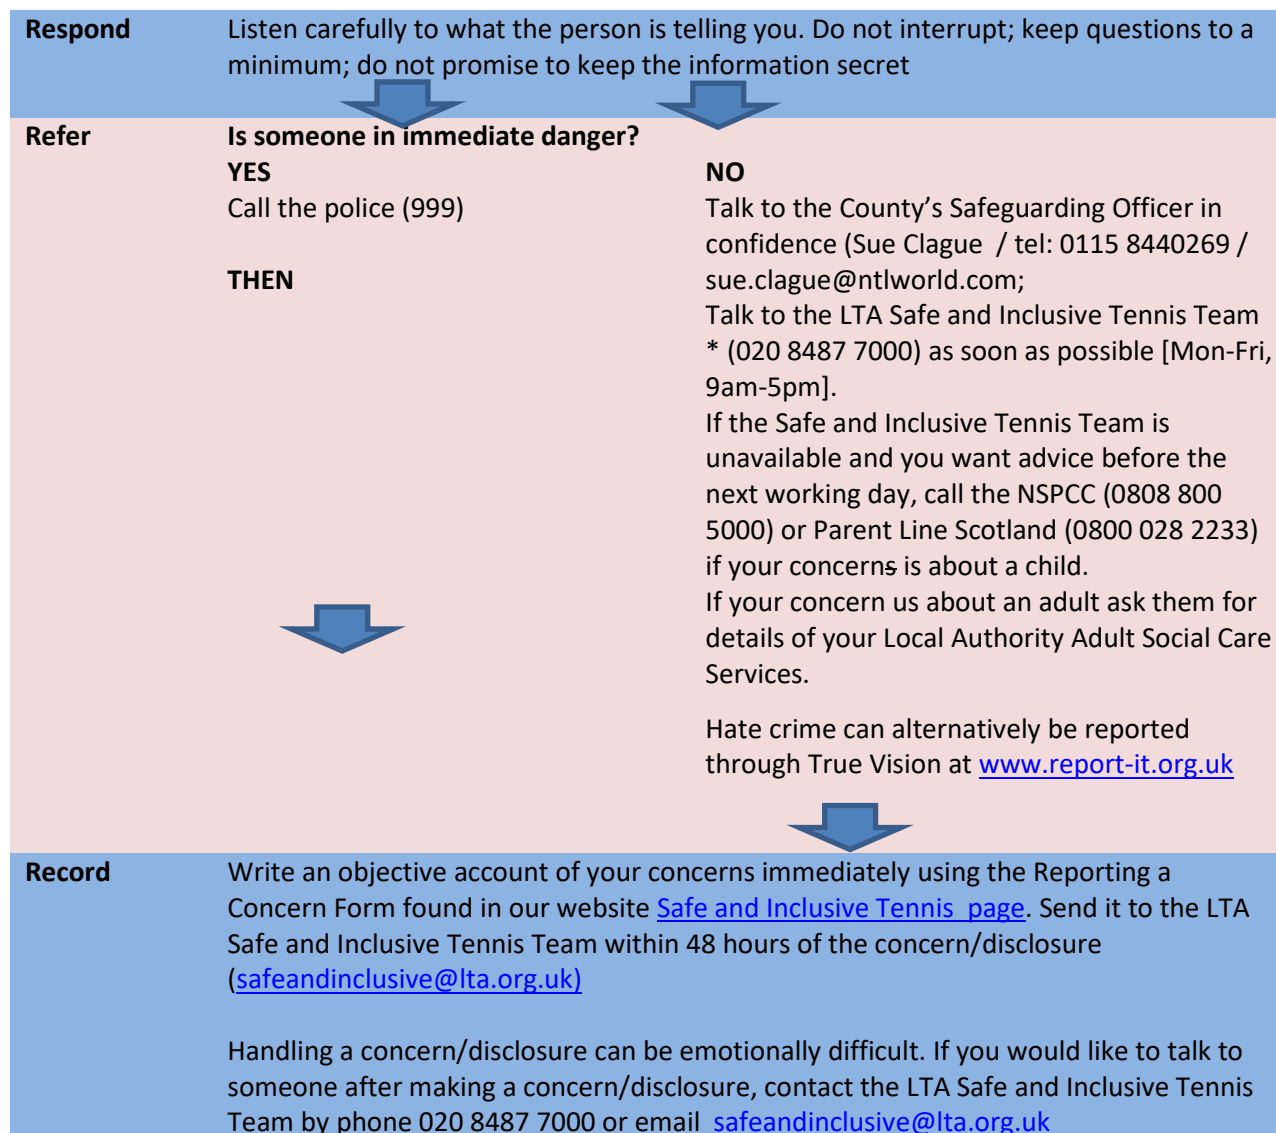 Respond
Listen carefully to what the person is telling you. Do not interrupt; keep questions to a
minimum; do not promise to keep the information secret
Refer
Is someone in immediate danger?
YES
Call the police (999)
THEN
NO
Talk to the County’s Safeguarding Officer in
confidence (Sue Clague / tel: 0115 8440269 /
sue.clague@ntlworld.com;
Talk to the LTA Safe and Inclusive Tennis Team
* (020 8487 7000) as soon as possible [Mon-Fri,
9am-5pm].
If the Safe and Inclusive Tennis Team is
unavailable and you want advice before the
next working day, call the NSPCC (0808 800
5000) or Parent Line Scotland (0800 028 2233)
if your concerns is about a child.
If your concern us about an adult ask them for
details of your Local Authority Adult Social Care
Services.
Hate crime can alternatively be reported
through True Vision at www.report-it.org.uk
Record
Write an objective account of your concerns immediately using the Reporting a
Concern Form found in our website Safe and Inclusive Tennis page. Send it to the LTA
Safe and Inclusive Tennis Team within 48 hours of the concern/disclosure
(safeandinclusive@lta.org.uk)
Handling a concern/disclosure can be emotionally difficult. If you would like to talk to
someone after making a concern/disclosure, contact the LTA Safe and Inclusive Tennis
Team by phone 020 8487 7000 or email safeandinclusive@lta.org.uk